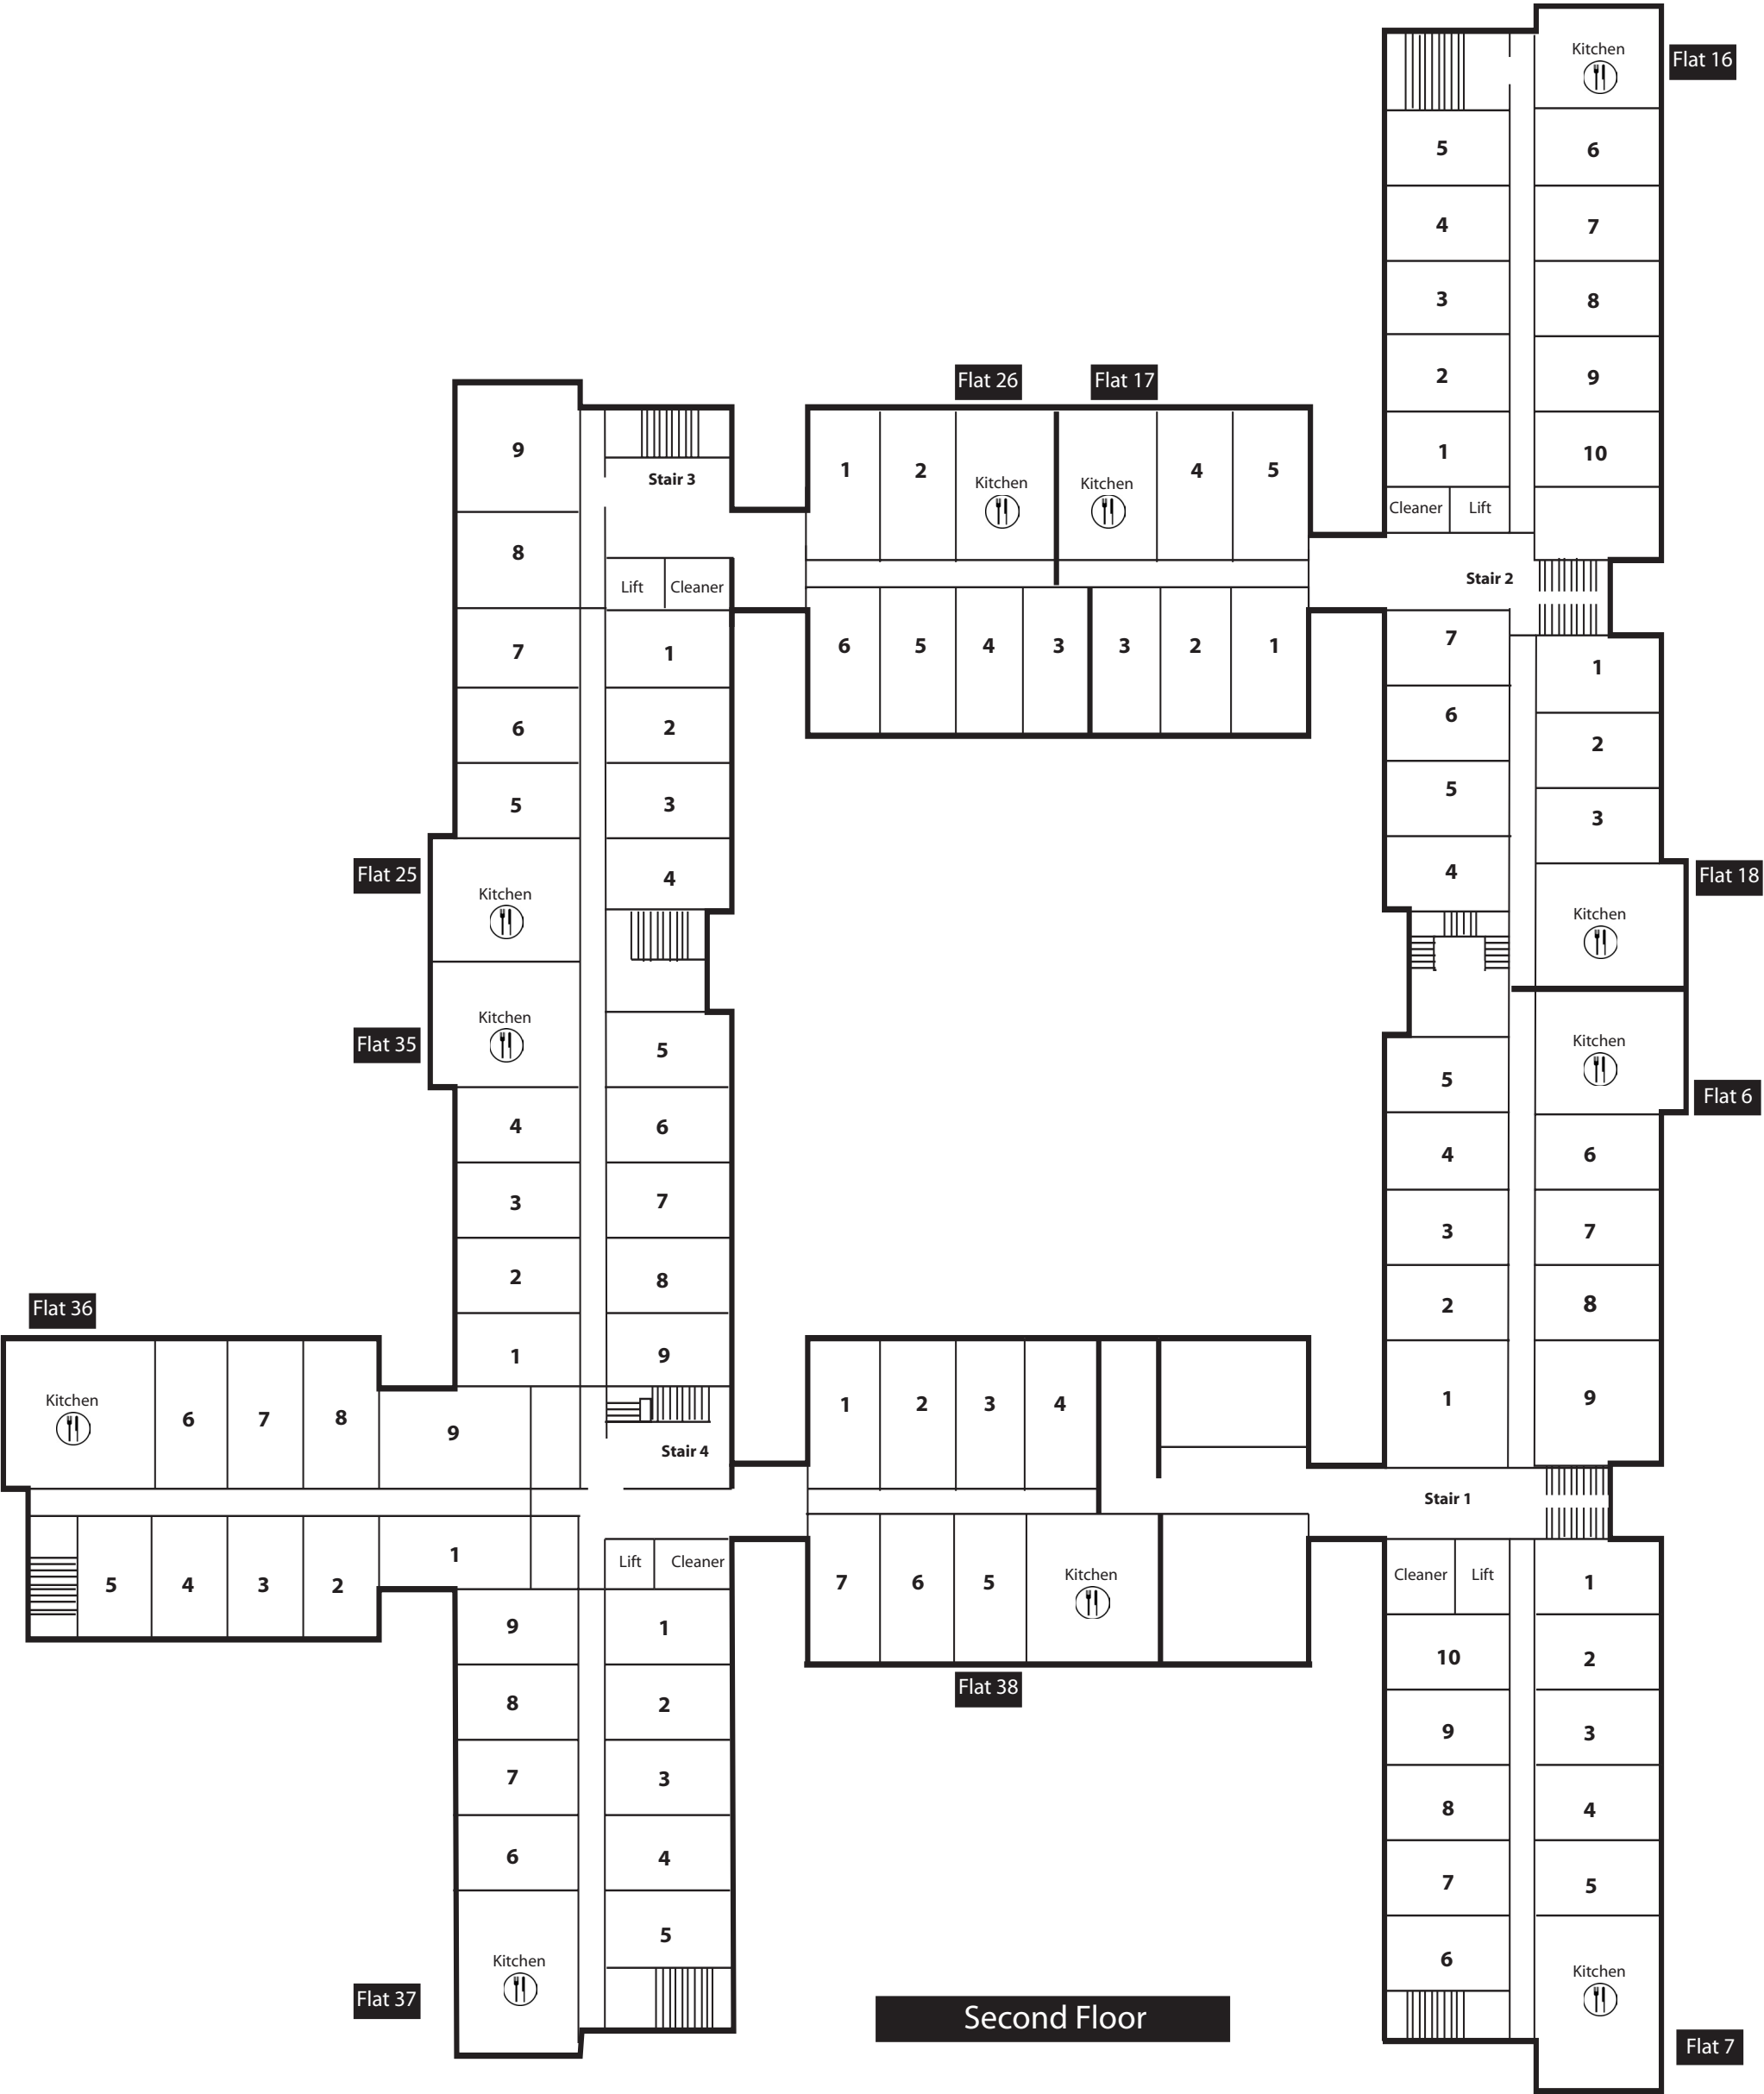 Kitchen
Flat 16
5
6
4
7
3
8
2
9
1
10
Cleaner
Lift
Stair 2
Flat 26
Flat 17
1
2
Kitchen
Kitchen
4
5
6
5
4
3
3
2
1
9
Stair 3
8
Lift
Cleaner
7
1
6
2
5
3
Flat 25
Kitchen
4
Flat 35
Kitchen
5
4
6
3
7
2
8
1
9
Stair 4
7
1
6
2
5
3
4
Flat 18
Kitchen
Kitchen
Flat 6
5
4
6
3
7
2
8
1
9
Stair 1
Flat 36
Kitchen
6
7
8
9
5
4
3
2
1
Lift
Cleaner
1
2
3
4
7
6
5
Kitchen
Flat 38
9
1
8
2
7
3
6
4
5
Kitchen
Flat 37
Cleaner
Lift
1
10
2
9
3
8
4
7
5
6
Kitchen
Flat 7
Second Floor